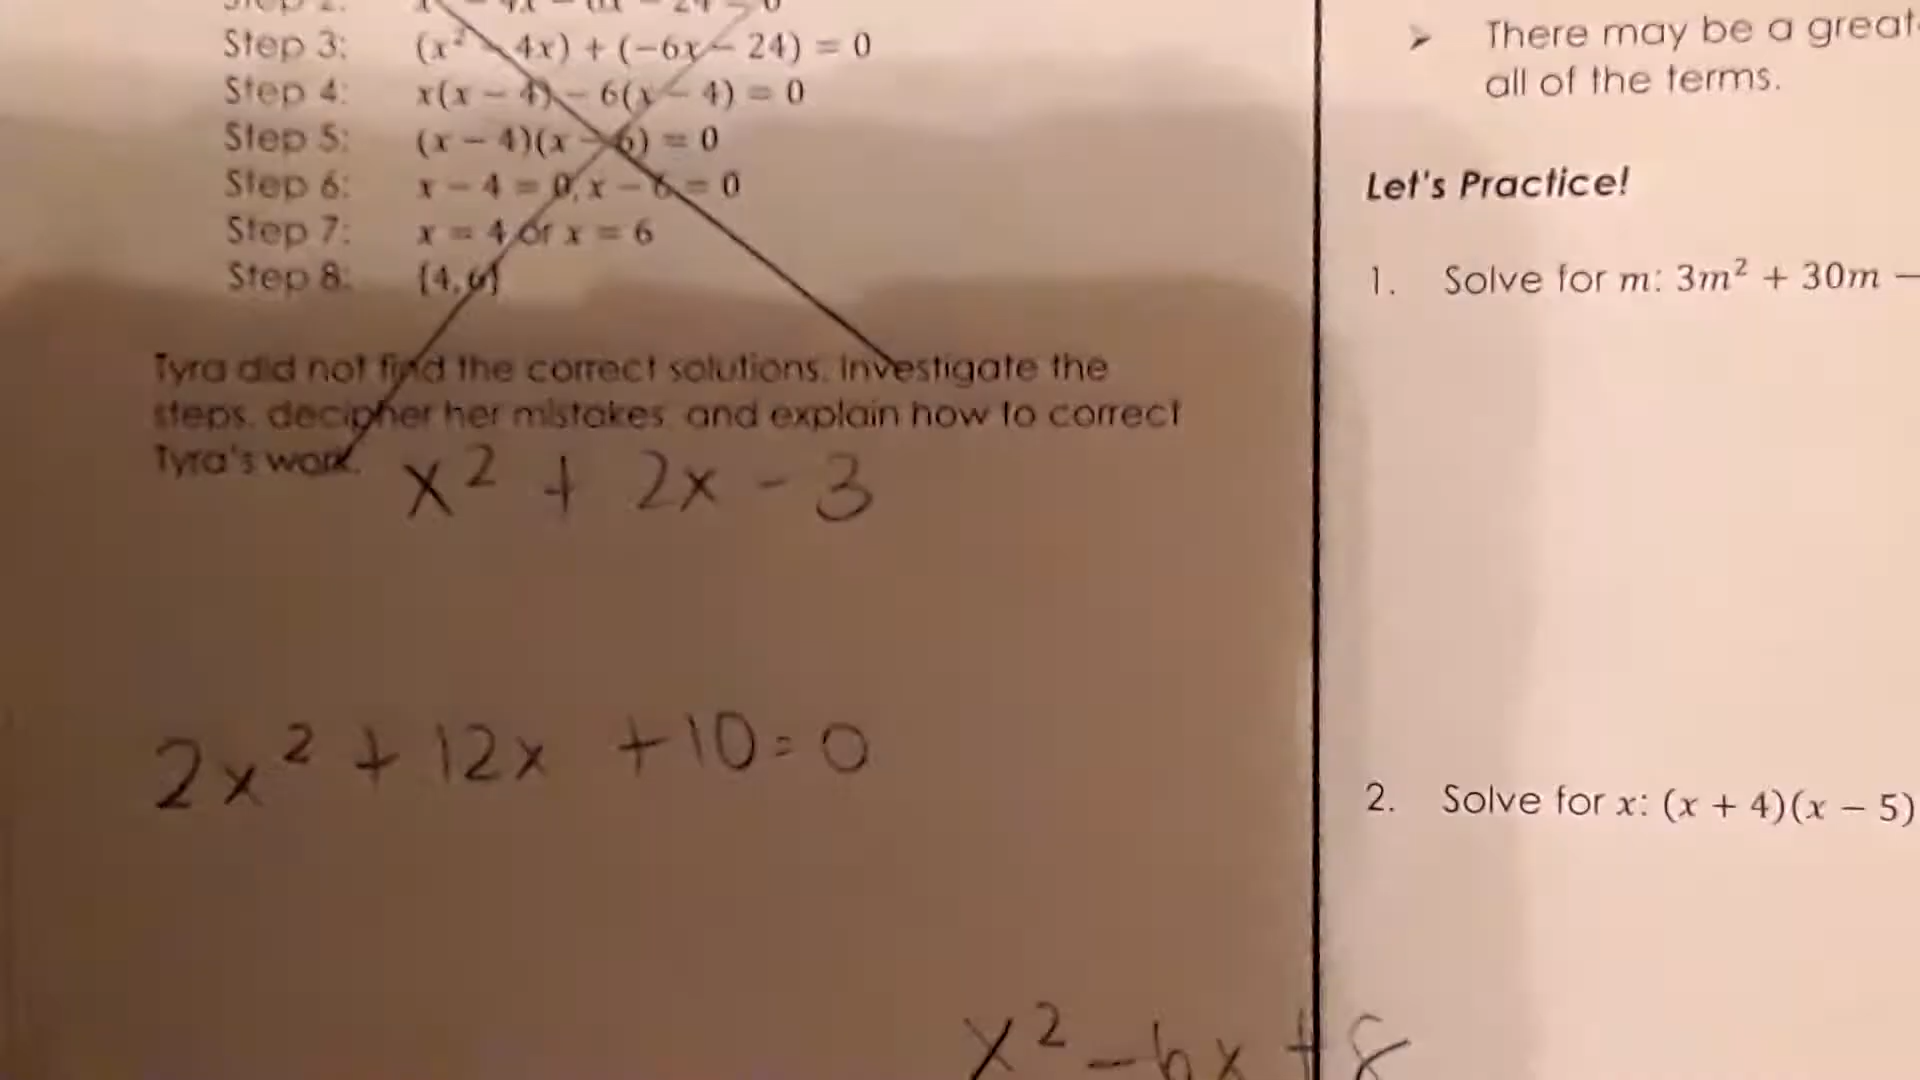 Step 3: (x² - 4x) + (-6x - 24) = 0
Step 4: x(x - 4) - 6(x - 4) = 0
Step 5: (x - 4)(x - 6) = 0
Step 6: x - 4 = 0, x - 6 = 0
Step 7: x = 4 or x = 6
Step 8: {4, 6}
Tyra did not find the correct solutions. Investigate the
steps, decipher her mistakes, and explain how to correct
Tyra's work.
x² + 2x - 3
2x² + 12x + 10 = 0
x² - 6x + 8
There may be a great
all of the terms.
Let's Practice!
1. Solve for m: 3m² + 30m −
2. Solve for x: (x + 4)(x − 5)